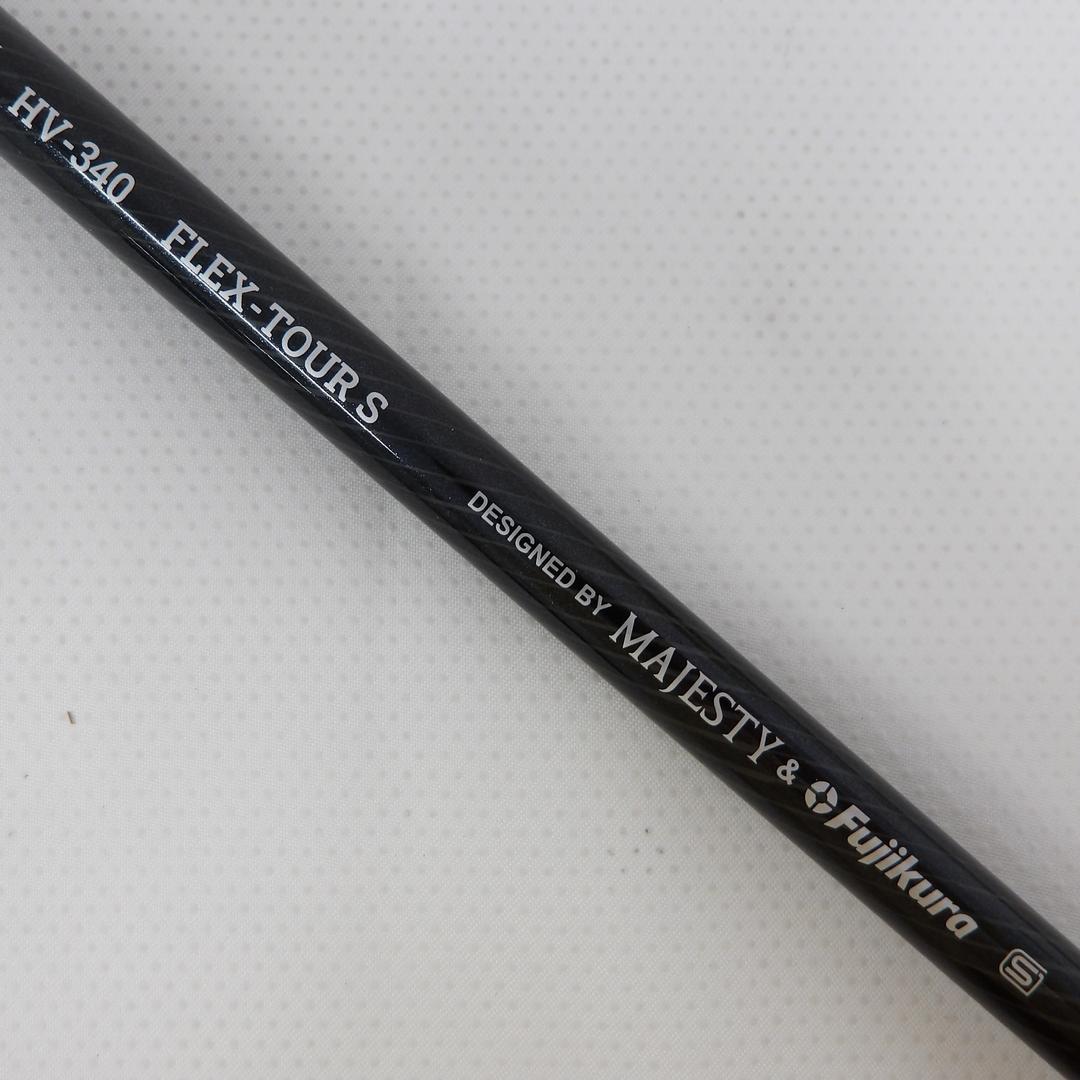 HV-340 FLEX-TOUR S
DESIGNED BY MAJESTY & Fujikura